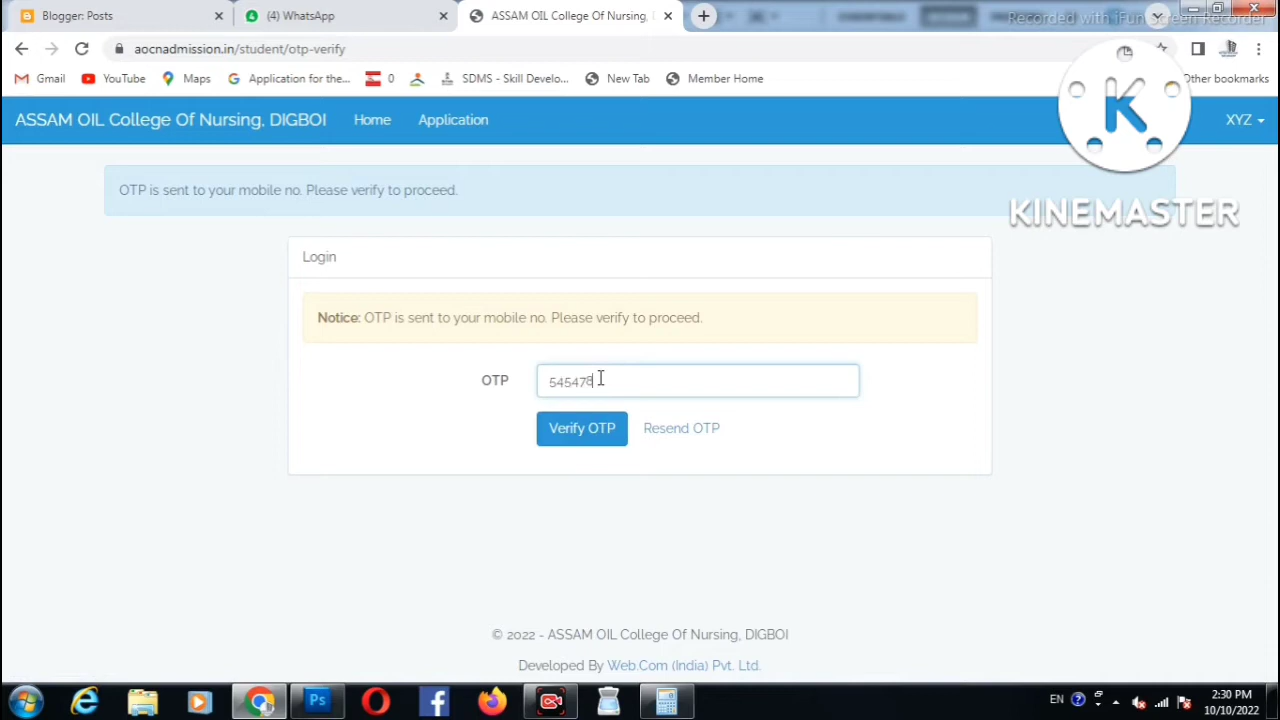 Blogger: Posts
(4) WhatsApp
ASSAM OIL College Of Nursing,
Recorded with iFun Screen Recorder
aocnadmission.in/student/otp-verify
Gmail
YouTube
Maps
Application for the...
0
SDMS - Skill Develo...
New Tab
Member Home
Other bookmarks
ASSAM OIL College Of Nursing, DIGBOI
Home
Application
XYZ
K
KINEMASTER
OTP is sent to your mobile no. Please verify to proceed.
Login
Notice: OTP is sent to your mobile no. Please verify to proceed.
OTP
545478
Verify OTP
Resend OTP
© 2022 - ASSAM OIL College Of Nursing, DIGBOI
Developed By Web.Com (India) Pvt. Ltd.
Ps
EN
2:30 PM
10/10/2022